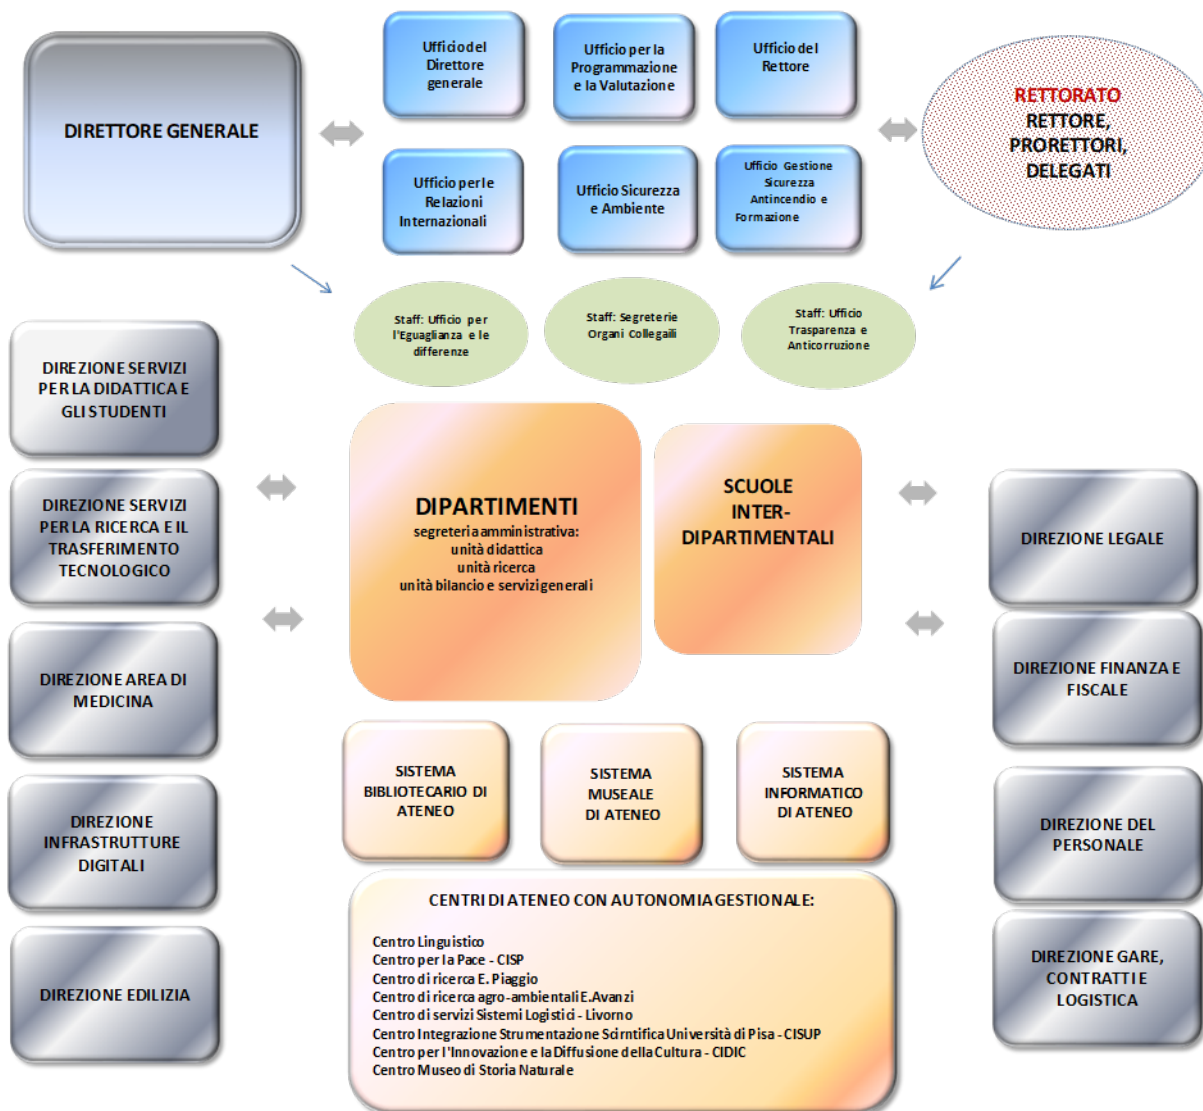 DIRETTORE GENERALE
Ufficio del
Direttore
generale
Ufficio per la
Programmazione
e la Valutazione
Ufficio del
Rettore
RETTORATO
RETTORE,
PRORETTORI,
DELEGATI
Ufficio per le
Relazioni
Internazionali
Ufficio Sicurezza
e Ambiente
Ufficio Gestione
Sicurezza
Antincendio e
Formazione
Staff: Ufficio per
l'Eguaglianza e le
differenze
Staff: Segreterie
Organi Collegaili
Staff: Ufficio
Trasparenza e
Anticorruzione
DIREZIONE SERVIZI
PER LA DIDATTICA E
GLI STUDENTI
DIREZIONE SERVIZI
PER LA RICERCA E IL
TRASFERIMENTO
TECNOLOGICO
DIREZIONE AREA DI
MEDICINA
DIREZIONE
INFRASTRUTTURE
DIGITALI
DIREZIONE EDILIZIA
DIPARTIMENTI
segreteria amministrativa:
unità didattica
unità ricerca
unità bilancio e servizi generali
SCUOLE
INTER-
DIPARTIMENTALI
DIREZIONE LEGALE
DIREZIONE FINANZA E
FISCALE
DIREZIONE DEL
PERSONALE
DIREZIONE GARE,
CONTRATTI E
LOGISTICA
SISTEMA
BIBLIOTECARIO DI
ATENEO
SISTEMA
MUSEALE
DI ATENEO
SISTEMA
INFORMATICO
DI ATENEO
CENTRI DI ATENEO CON AUTONOMIA GESTIONALE:
Centro Linguistico
Centro per la Pace - CISP
Centro di ricerca E. Piaggio
Centro di ricerca agro-ambientali E.Avanzi
Centro di servizi Sistemi Logistici - Livorno
Centro Integrazione Strumentazione Scirntifica Università di Pisa - CISUP
Centro per l'Innovazione e la Diffusione della Cultura - CIDIC
Centro Museo di Storia Naturale